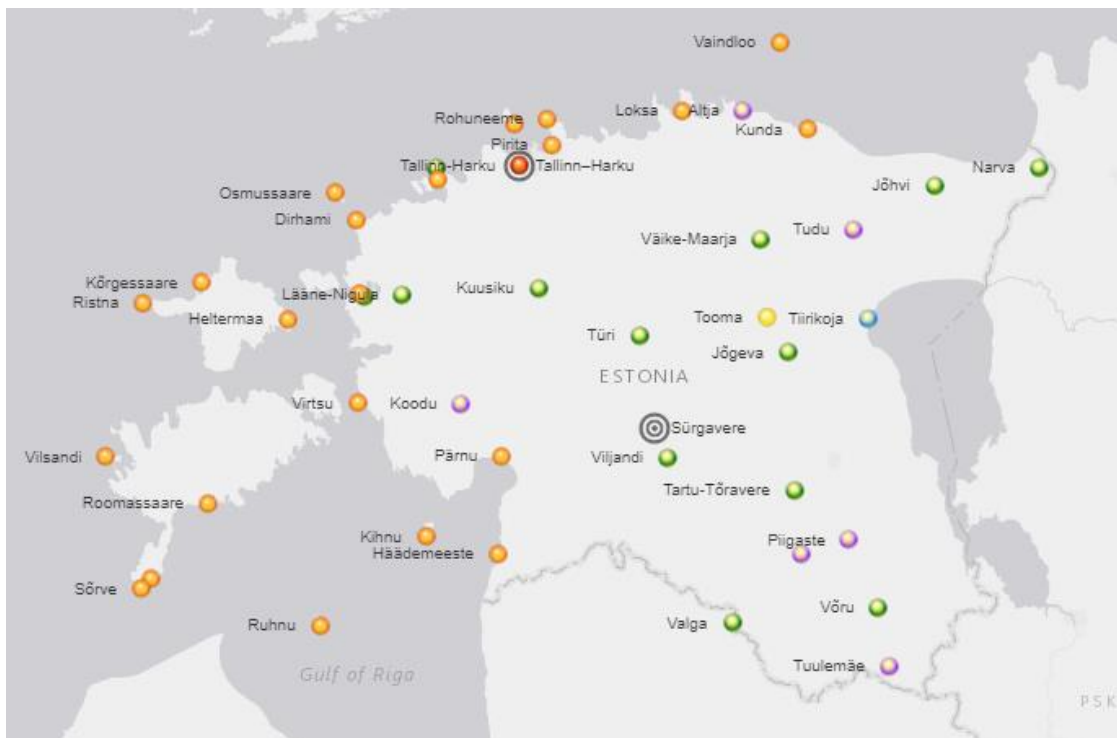 Vaindloo
Loksa
Altja
Rohuneeme
Kunda
Pirita
Tallinn-Harku
Tallinn–Harku
Narva
Jõhvi
Osmussaare
Dirhami
Tudu
Väike-Maarja
Kõrgessaare
Kuusiku
Lääne-Nigula
Ristna
Heltermaa
Tooma
Tiirikoja
Türi
Jõgeva
ESTONIA
Virtsu
Koodu
Sürgavere
Vilsandi
Pärnu
Viljandi
Tartu-Tõravere
Roomassaare
Kihnu
Piigaste
Häädemeeste
Sõrve
Võru
Ruhnu
Valga
Tuulemäe
Gulf of Riga
PSK